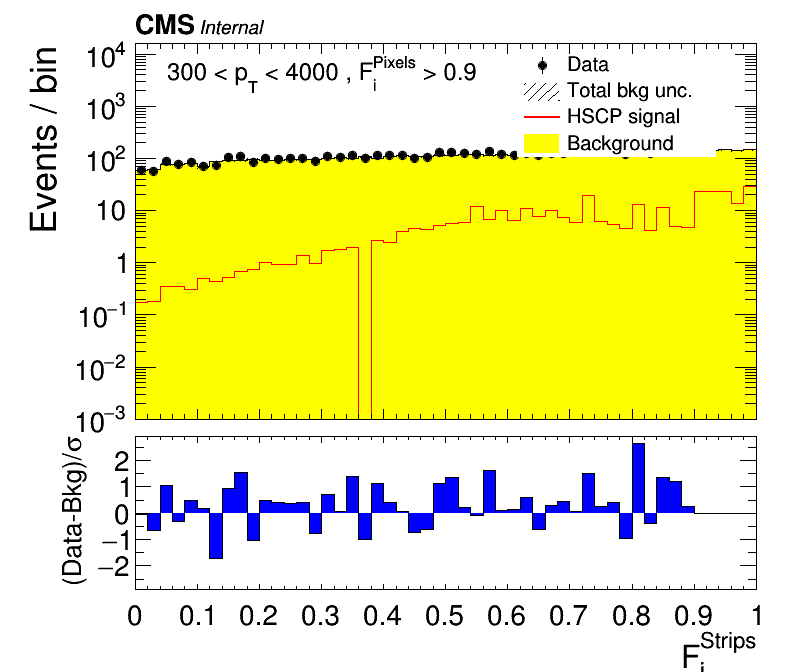 CMS Internal
300 < p_T < 4000 , F_i^Pixels > 0.9
Data
Total bkg unc.
HSCP signal
Background
Events / bin
10^4
10^3
10^2
10
1
10^−1
10^−2
10^−3
(Data-Bkg)/σ
2
1
0
−1
−2
0 0.1 0.2 0.3 0.4 0.5 0.6 0.7 0.8 0.9 1
F_i^Strips